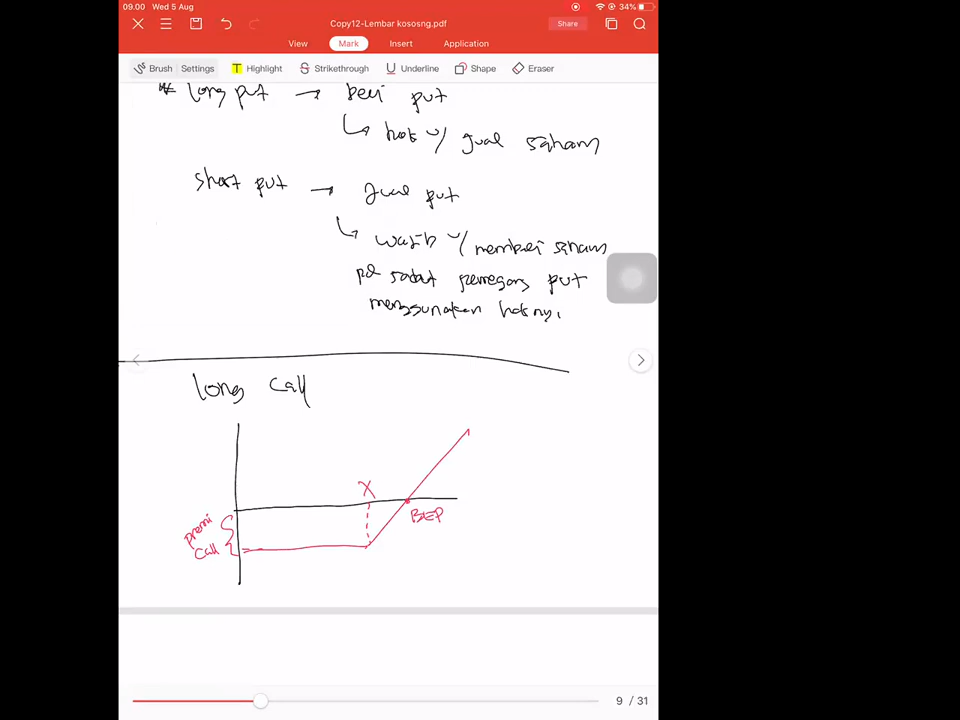 09.00 Wed 5 Aug
34%
Copy12-Lembar kososng.pdf
Share
View Mark Insert Application
Brush Settings Highlight Strikethrough Underline Shape Eraser
* long put → beli put
↳ hak u/ jual saham
short put → Jual put
↳ wajib u/ membeli saham
pd saat pemegang put
menggunakan haknya
long Call
X
BEP
premi
Call
9 / 31